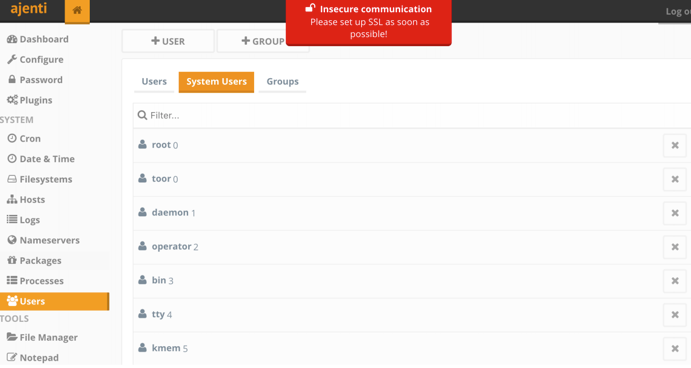 ajenti
Insecure communication
Please set up SSL as soon as
possible!
Log o
Dashboard
Configure
Password
Plugins
SYSTEM
Cron
Date & Time
Filesystems
Hosts
Logs
Nameservers
Packages
Processes
Users
TOOLS
File Manager
Notepad
+ USER
+ GROUP
Users
System Users
Groups
Filter...
root 0
toor 0
daemon 1
operator 2
bin 3
tty 4
kmem 5